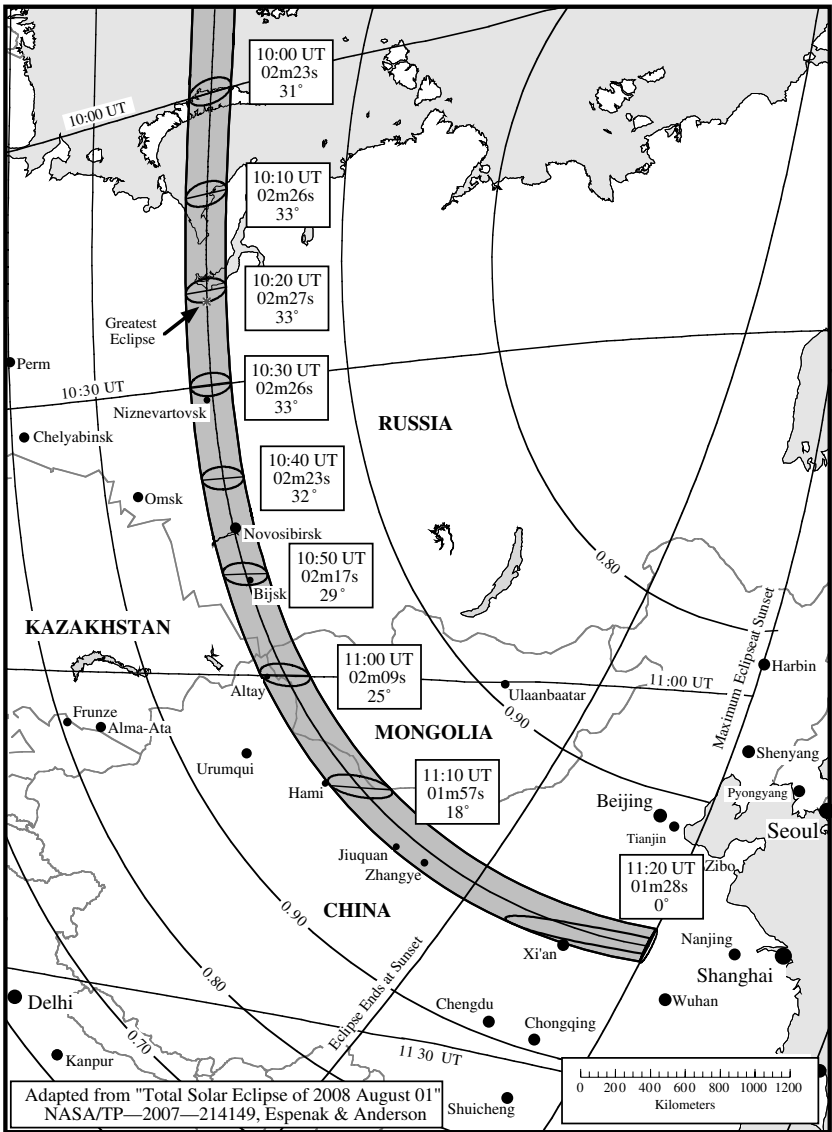 10:00 UT
02m23s
31°
10:00 UT
10:10 UT
02m26s
33°
10:20 UT
02m27s
33°
Greatest
Eclipse
Perm
10:30 UT
10:30 UT
02m26s
33°
Niznevartovsk
RUSSIA
Chelyabinsk
10:40 UT
02m23s
32°
Omsk
Novosibirsk
10:50 UT
02m17s
29°
Bijsk
0.80
KAZAKHSTAN
Maximum Eclipseat Sunset
11:00 UT
02m09s
25°
Harbin
11:00 UT
Altay
Ulaanbaatar
0.90
Frunze
Alma-Ata
MONGOLIA
Urumqui
Shenyang
11:10 UT
01m57s
18°
Hami
Pyongyang
Beijing
Seoul
Tianjin
Jiuquan
Zhangye
Zibo
11:20 UT
01m28s
0°
0.90
CHINA
Eclipse Ends at Sunset
Xi'an
Nanjing
Shanghai
0.80
Delhi
Wuhan
Chengdu
Chongqing
0.70
11 30 UT
Kanpur
0 200 400 600 800 1000 1200
Kilometers
Shuicheng
Adapted from "Total Solar Eclipse of 2008 August 01"
NASA/TP—2007—214149, Espenak & Anderson